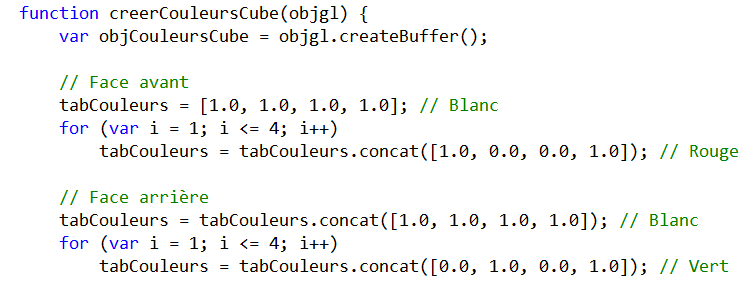 function creerCouleursCube(objgl) {
var objCouleursCube = objgl.createBuffer();
// Face avant
tabCouleurs = [1.0, 1.0, 1.0, 1.0]; // Blanc
for (var i = 1; i <= 4; i++)
tabCouleurs = tabCouleurs.concat([1.0, 0.0, 0.0, 1.0]); // Rouge
// Face arrière
tabCouleurs = tabCouleurs.concat([1.0, 1.0, 1.0, 1.0]); // Blanc
for (var i = 1; i <= 4; i++)
tabCouleurs = tabCouleurs.concat([0.0, 1.0, 0.0, 1.0]); // Vert